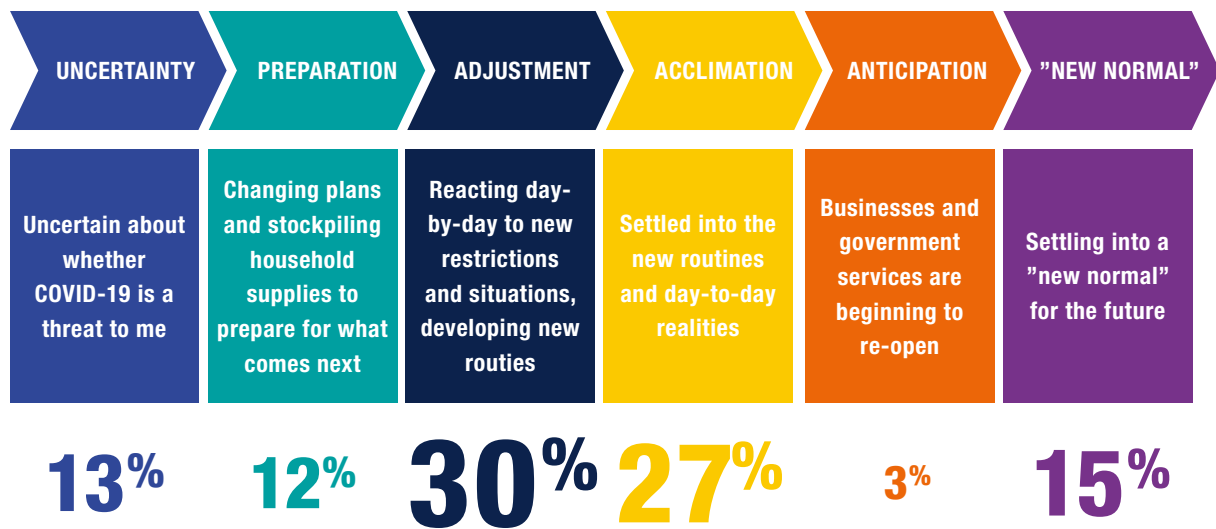 UNCERTAINTY
PREPARATION
ADJUSTMENT
ACCLIMATION
ANTICIPATION
”NEW NORMAL”
Uncertain about
whether
COVID-19 is a
threat to me
Changing plans
and stockpiling
household
supplies to
prepare for what
comes next
Reacting day-
by-day to new
restrictions
and situations,
developing new
routies
Settled into the
new routines
and day-to-day
realities
Businesses and
government
services are
beginning to
re-open
Settling into a
”new normal”
for the future
13%
12%
30%
27%
3%
15%